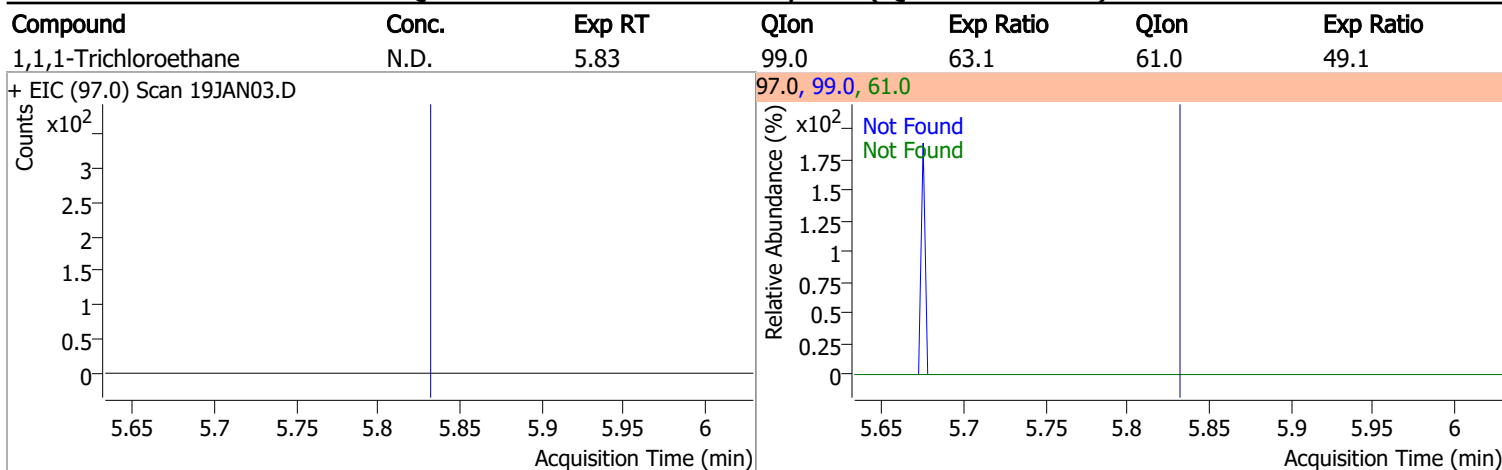 Compound Conc. Exp RT QIon Exp Ratio QIon Exp Ratio
1,1,1-Trichloroethane N.D. 5.83 99.0 63.1 61.0 49.1
+ EIC (97.0) Scan 19JAN03.D
Counts
x10²
3
2.5
2
1.5
1
0.5
0
5.65 5.7 5.75 5.8 5.85 5.9 5.95 6
Acquisition Time (min)
97.0, 99.0, 61.0
Relative Abundance (%)
x10²
Not Found
Not Found
1.75
1.5
1.25
1
0.75
0.5
0.25
0
5.65 5.7 5.75 5.8 5.85 5.9 5.95 6
Acquisition Time (min)